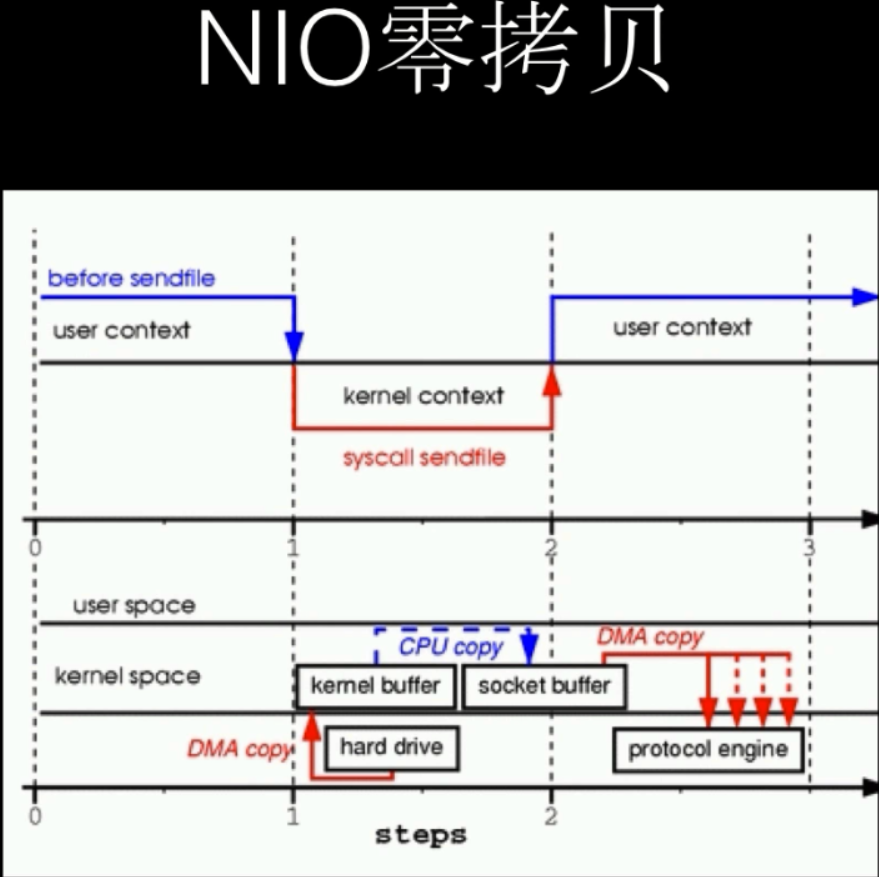 NIO零拷贝
before sendfile
user context
user context
kernel context
syscall sendfile
0 1 2 3
user space
CPU copy
DMA copy
kernel space
kernel buffer
socket buffer
DMA copy
hard drive
protocol engine
0 1 2
steps